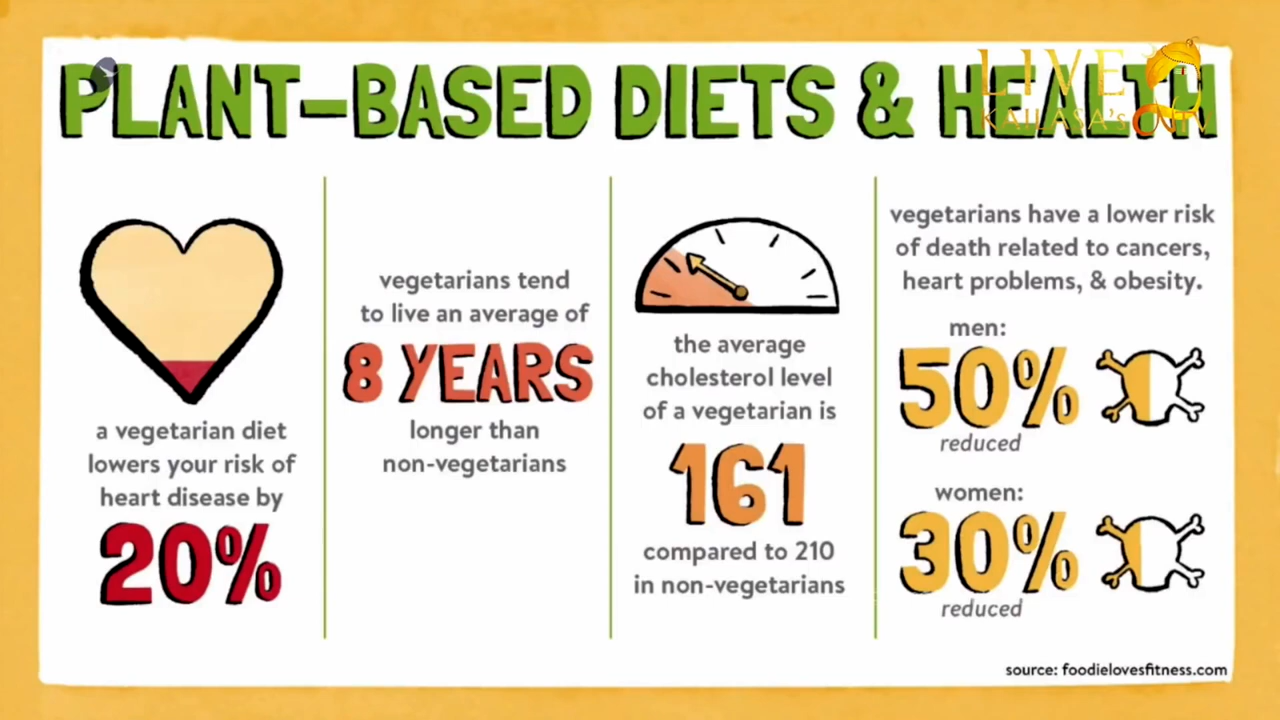 PLANT-BASED DIETS & HEALTH
LIVE
KAILASA's NTV
a vegetarian diet
lowers your risk of
heart disease by
20%
vegetarians tend
to live an average of
8 YEARS
longer than
non-vegetarians
the average
cholesterol level
of a vegetarian is
161
compared to 210
in non-vegetarians
vegetarians have a lower risk
of death related to cancers,
heart problems, & obesity.
men:
50%
reduced
women:
30%
reduced
source: foodielovesfitness.com